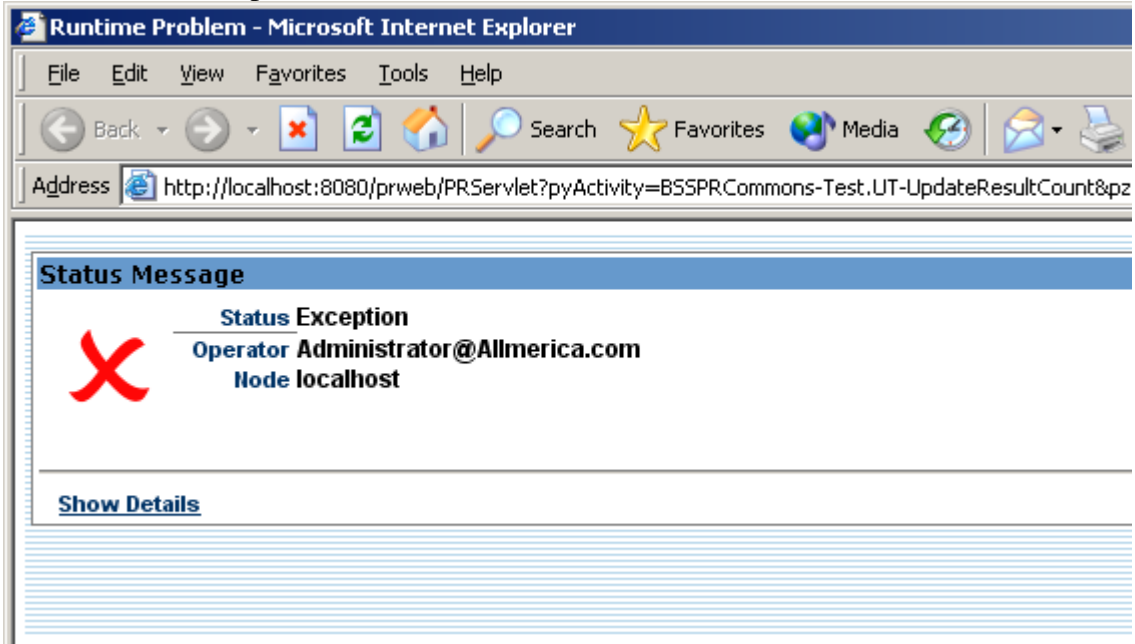 Runtime Problem - Microsoft Internet Explorer
File Edit View Favorites Tools Help
Back Search Favorites Media
Address http://localhost:8080/prweb/PRServlet?pyActivity=BSSPRCommons-Test.UT-UpdateResultCount&pz
Status Message
Status Exception
Operator Administrator@Allmerica.com
Node localhost
Show Details